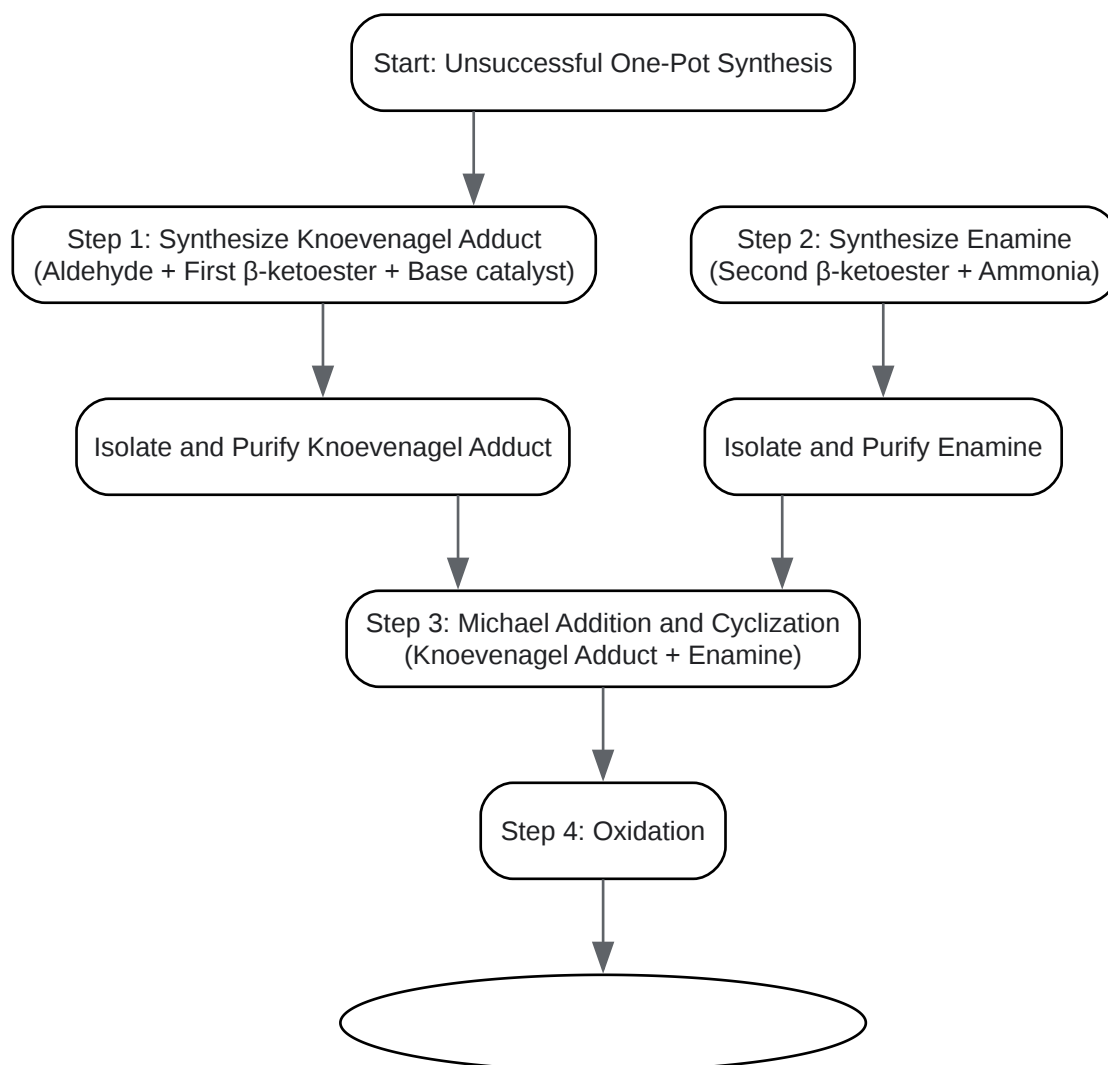 Start: Unsuccessful One-Pot Synthesis
Step 1: Synthesize Knoevenagel Adduct
(Aldehyde + First β-ketoester + Base catalyst)
Step 2: Synthesize Enamine
(Second β-ketoester + Ammonia)
Isolate and Purify Knoevenagel Adduct
Isolate and Purify Enamine
Step 3: Michael Addition and Cyclization
(Knoevenagel Adduct + Enamine)
Step 4: Oxidation